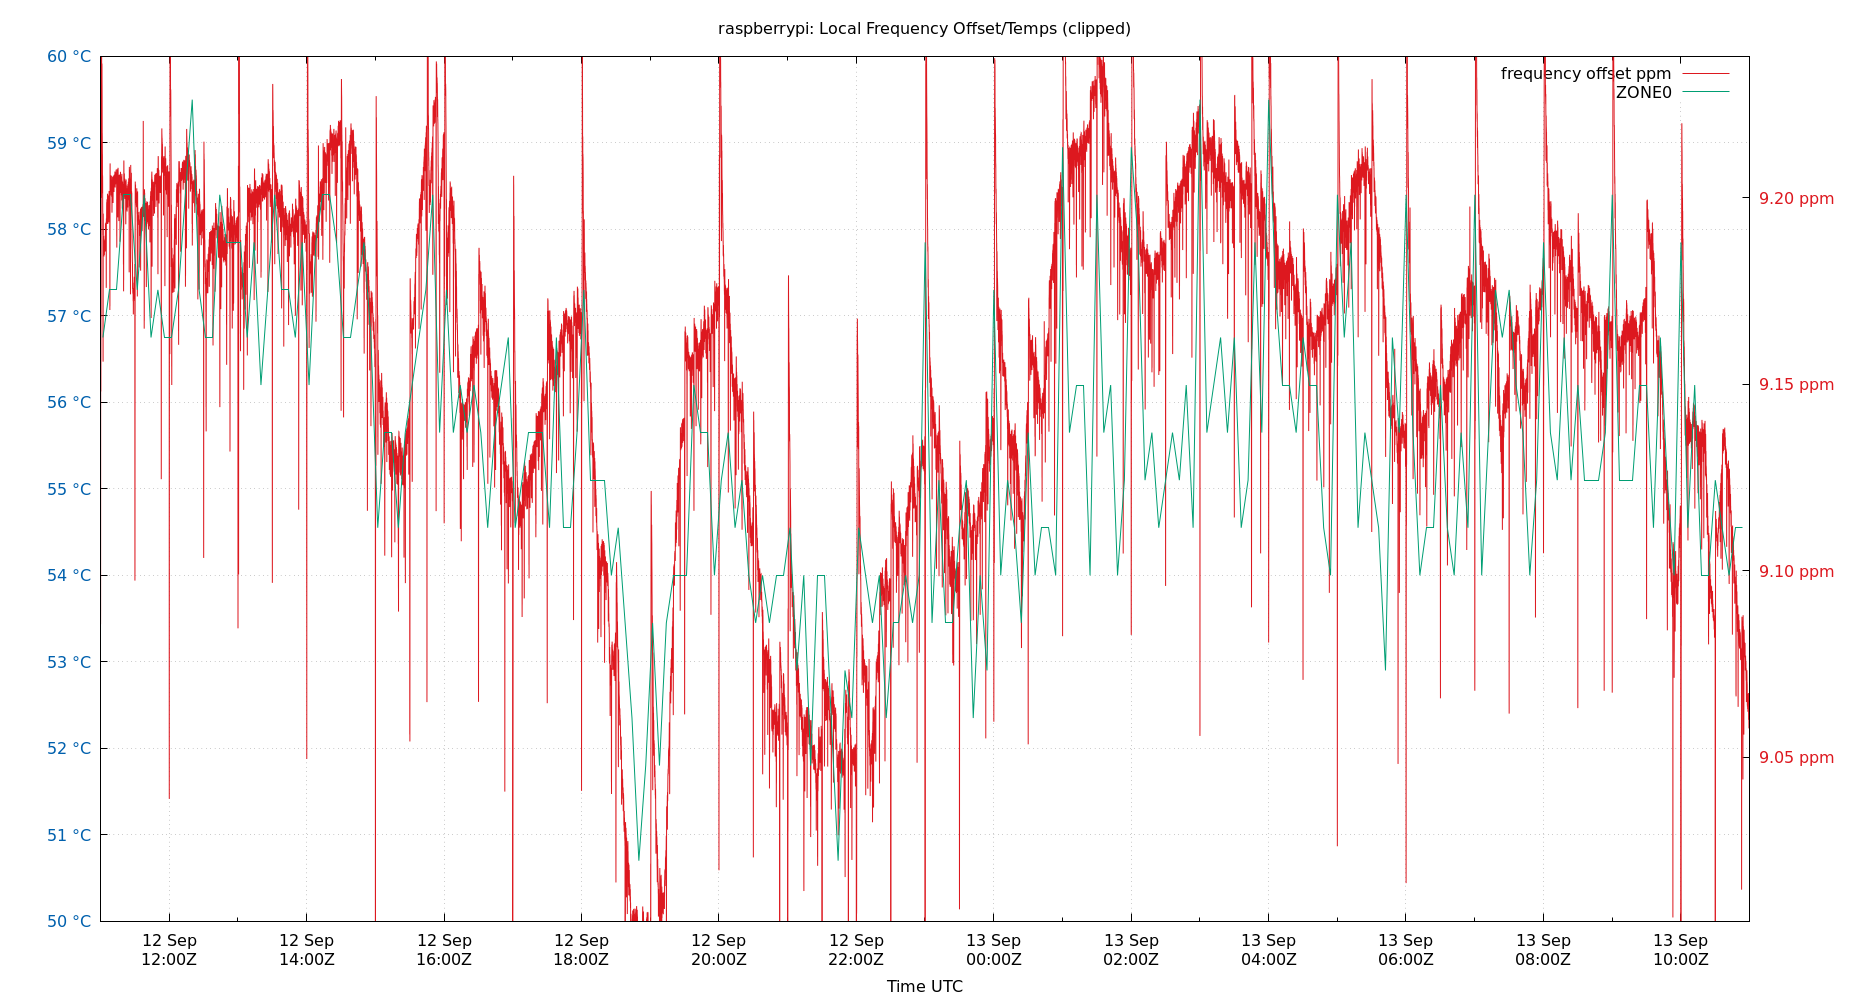 raspberrypi: Local Frequency Offset/Temps (clipped)
frequency offset ppm
ZONE0
60 °C
59 °C
58 °C
57 °C
56 °C
55 °C
54 °C
53 °C
52 °C
51 °C
50 °C
9.20 ppm
9.15 ppm
9.10 ppm
9.05 ppm
12 Sep
12:00Z
12 Sep
14:00Z
12 Sep
16:00Z
12 Sep
18:00Z
12 Sep
20:00Z
12 Sep
22:00Z
13 Sep
00:00Z
13 Sep
02:00Z
13 Sep
04:00Z
13 Sep
06:00Z
13 Sep
08:00Z
13 Sep
10:00Z
Time UTC